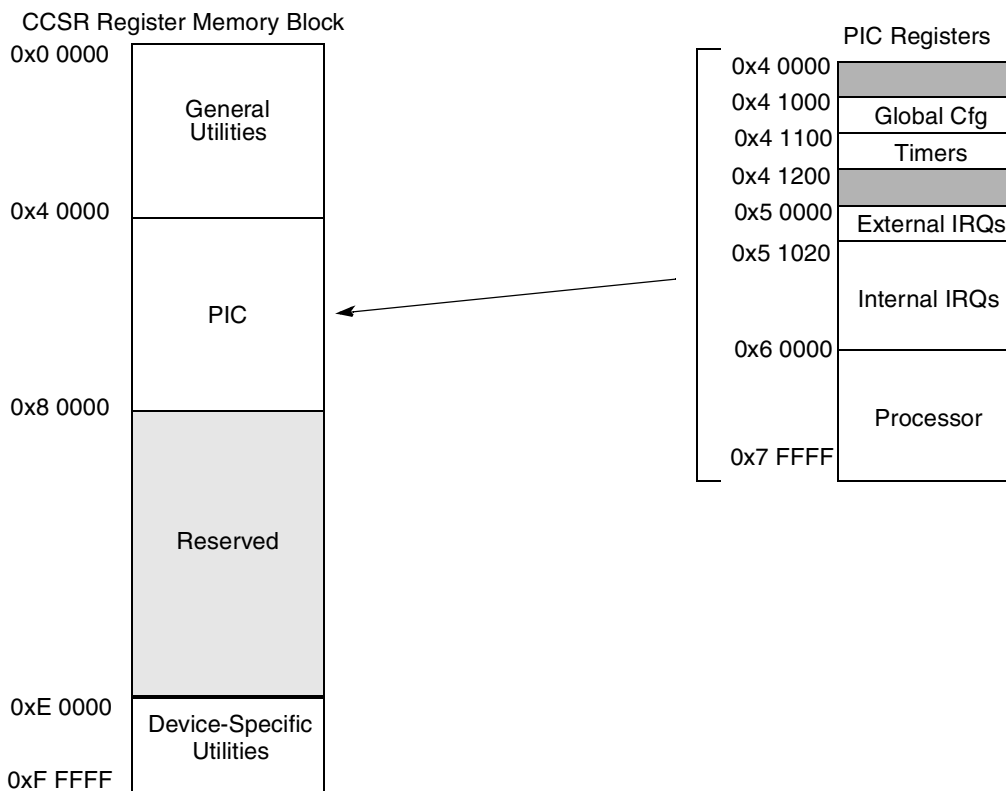 CCSR Register Memory Block
0x0 0000
General
Utilities
0x4 0000
PIC
0x8 0000
Reserved
0xE 0000
Device-Specific
Utilities
0xF FFFF
PIC Registers
0x4 0000
0x4 1000
Global Cfg
0x4 1100
Timers
0x4 1200
0x5 0000
External IRQs
0x5 1020
Internal IRQs
0x6 0000
Processor
0x7 FFFF